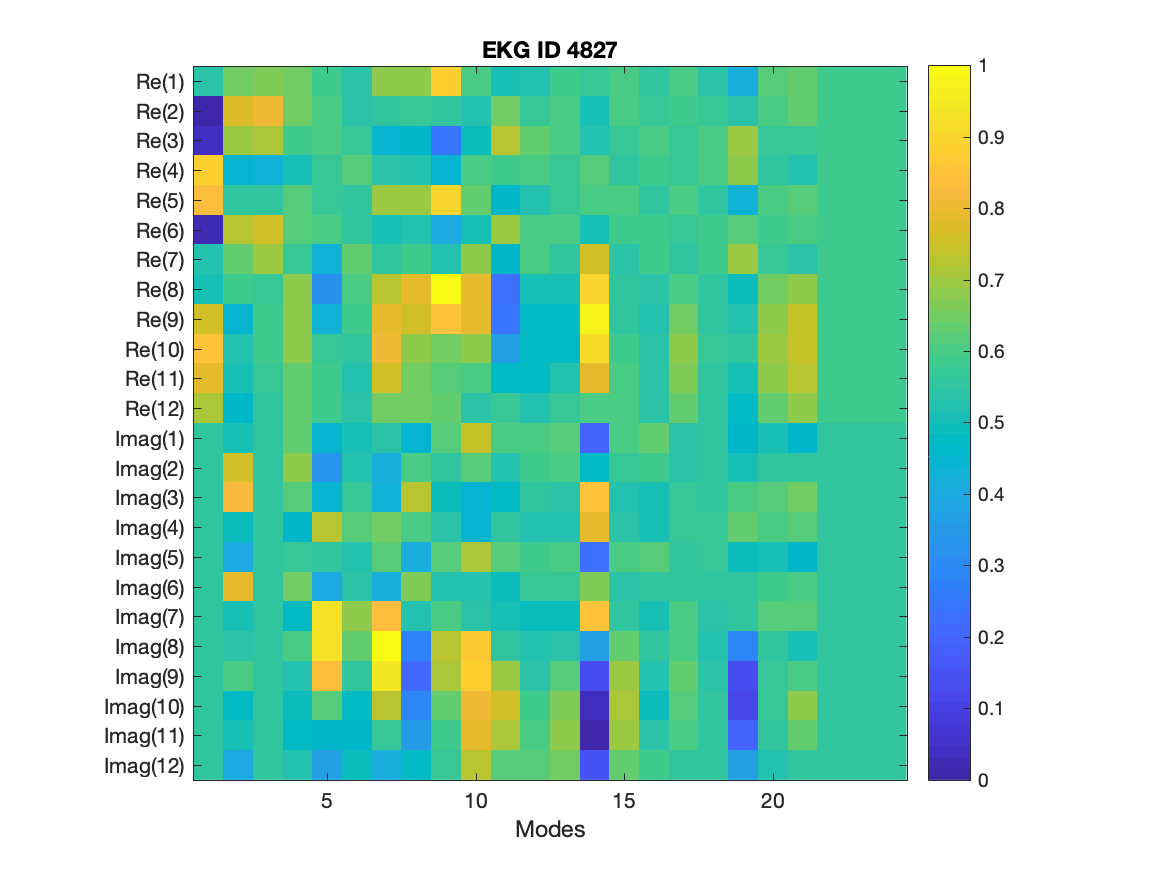 EKG ID 4827
Re(1)
Re(2)
Re(3)
Re(4)
Re(5)
Re(6)
Re(7)
Re(8)
Re(9)
Re(10)
Re(11)
Re(12)
Imag(1)
Imag(2)
Imag(3)
Imag(4)
Imag(5)
Imag(6)
Imag(7)
Imag(8)
Imag(9)
Imag(10)
Imag(11)
Imag(12)
5 10 15 20
Modes
1
0.9
0.8
0.7
0.6
0.5
0.4
0.3
0.2
0.1
0